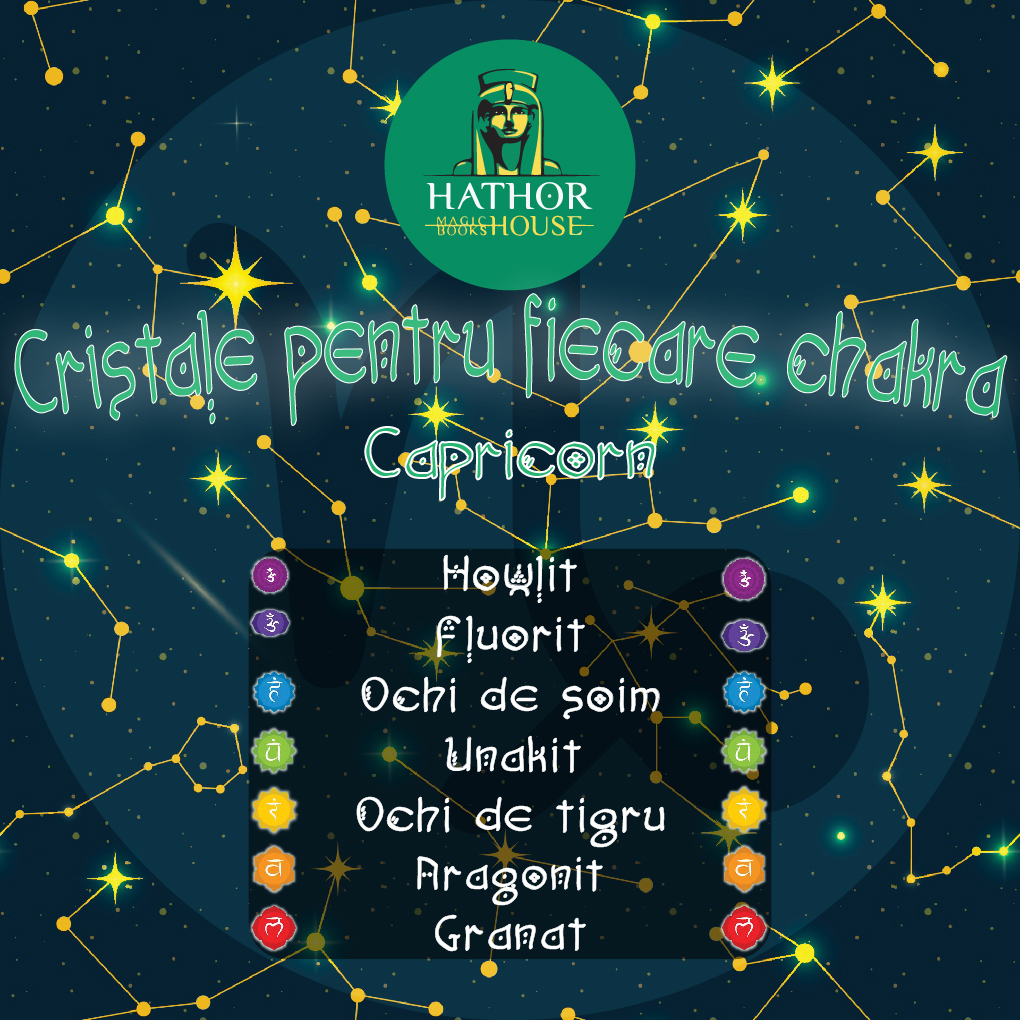 HATHOR
MAGIC BOOKS HOUSE
Cristale pentru fiecare chakra
Capricorn
ॐ Howlit ॐ
ॐ Fluorit ॐ
हं Ochi de șoim हं
यं Unakit यं
रं Ochi de tigru रं
वं Aragonit वं
लं Granat लं